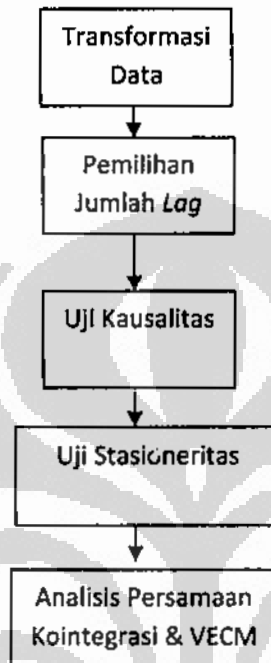 Transformasi
Data
Pemilihan
Jumlah Lag
Uji Kausalitas
Uji Stasioneritas
Analisis Persamaan
Kointegrasi & VECM